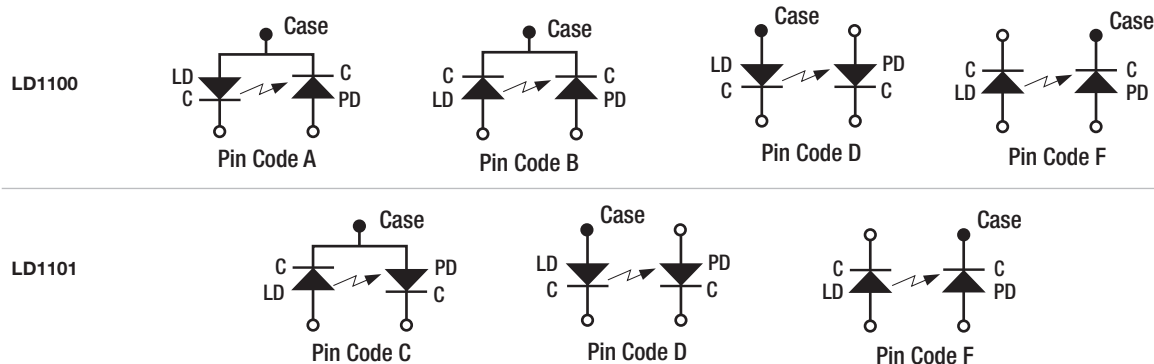 LD1100
Case
LD
C
C
PD
Pin Code A
Case
C
LD
C
PD
Pin Code B
Case
LD
C
PD
C
Pin Code D
Case
C
LD
C
PD
Pin Code F
LD1101
Case
C
LD
PD
C
Pin Code C
Case
LD
C
PD
C
Pin Code D
Case
C
LD
C
PD
Pin Code F